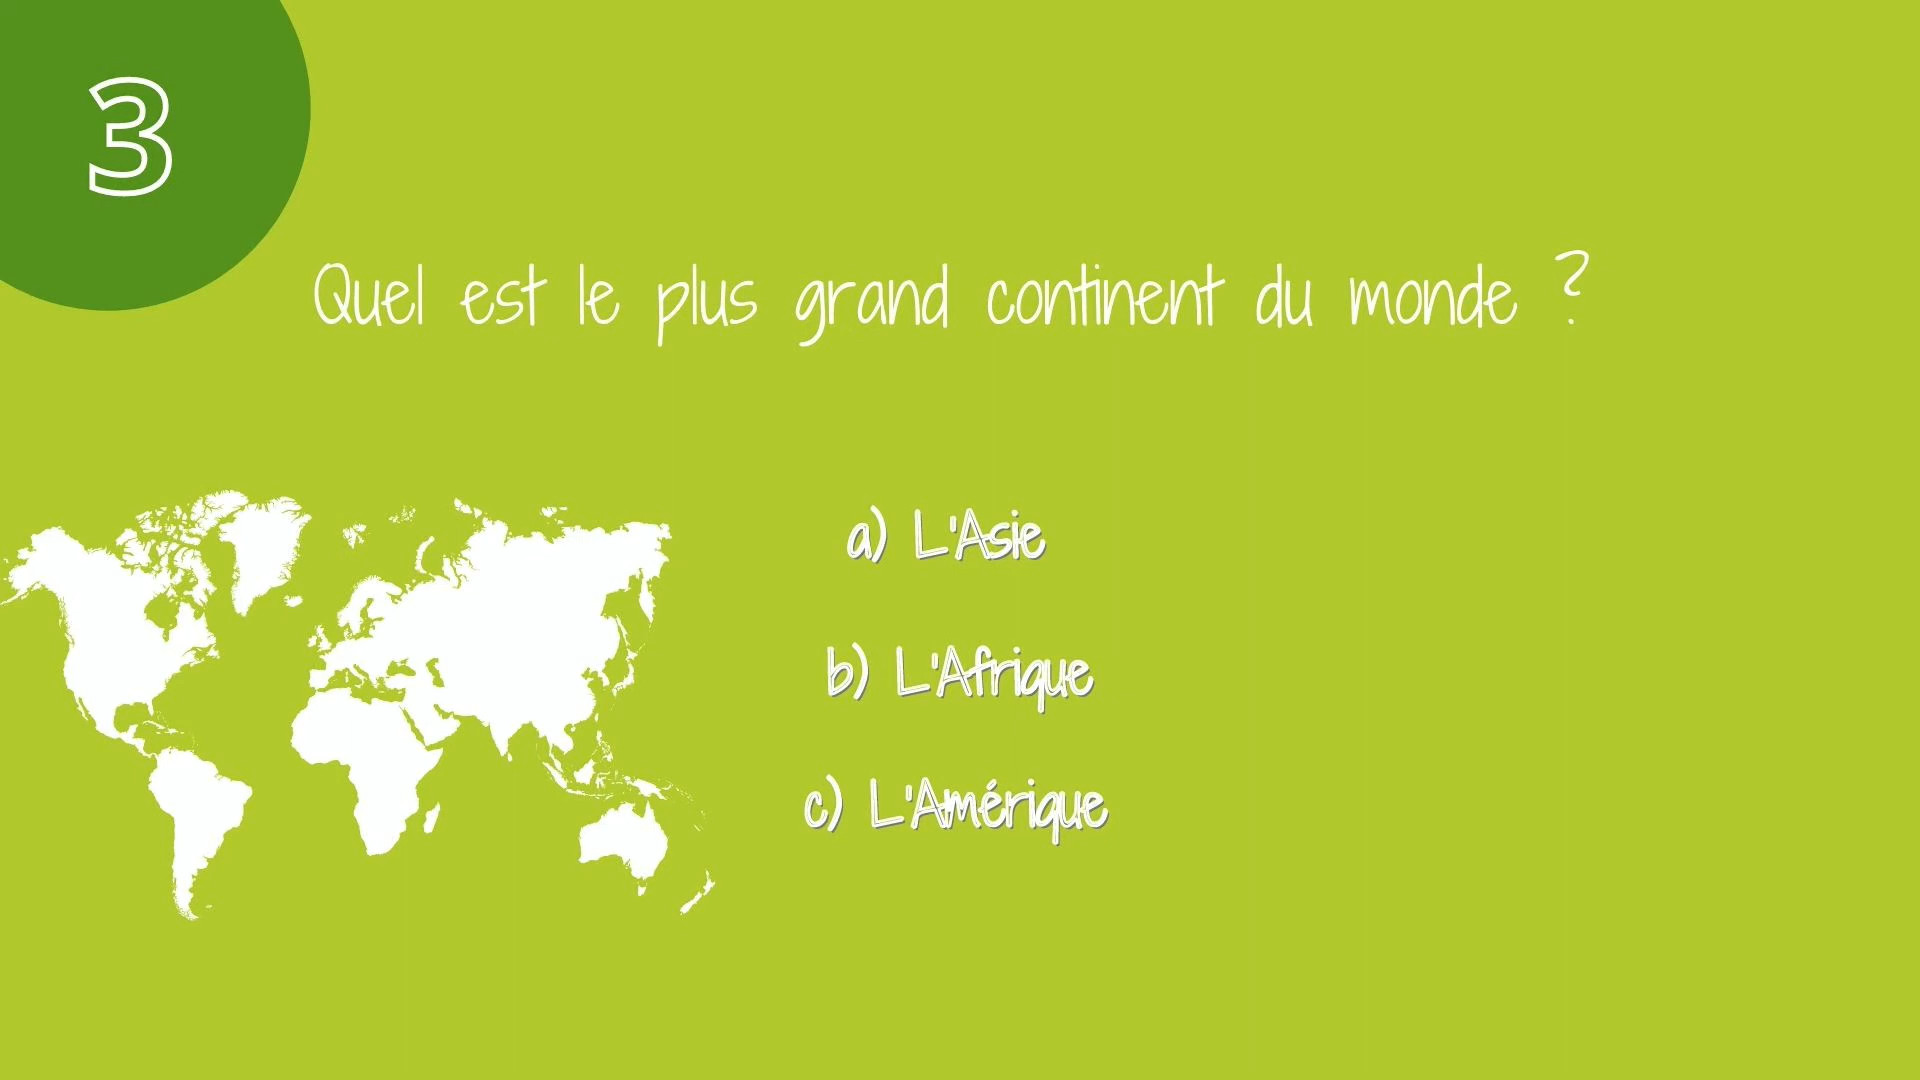 3
Quel est le plus grand continent du monde ?
a) L'Asie
b) L'Afrique
c) L'Amérique